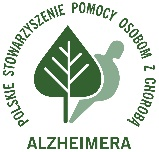 POLSKIE STOWARZYSZENIE POMOCY OSOBOM Z CHOROBĄ
ALZHEIMERA